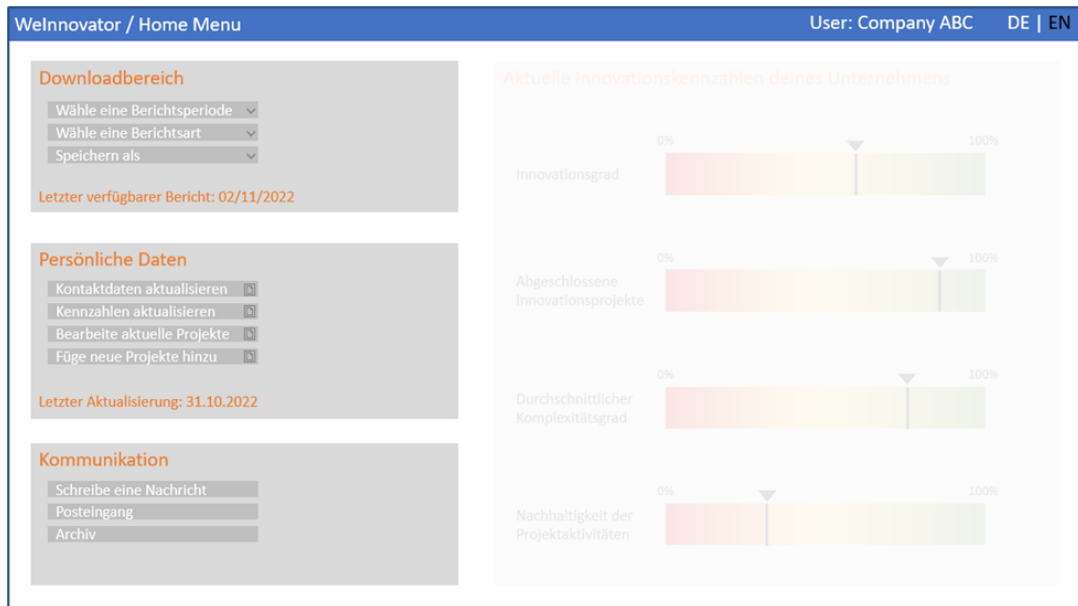 WeInnovator / Home Menu
User: Company ABC
DE | EN
Downloadbereich
Wähle eine Berichtsperiode
Wähle eine Berichtsart
Speichern als
Letzter verfügbarer Bericht: 02/11/2022
Persönliche Daten
Kontaktdaten aktualisieren
Kennzahlen aktualisieren
Bearbeite aktuelle Projekte
Füge neue Projekte hinzu
Letzter Aktualisierung: 31.10.2022
Kommunikation
Schreibe eine Nachricht
Posteingang
Archiv
Aktuelle Innovationskennzahlen deines Unternehmens
0%
100%
Innovationsgrad
0%
100%
Abgeschlossene
Innovationsprojekte
0%
100%
Durchschnittlicher
Komplexitätsgrad
0%
100%
Nachhaltigkeit der
Projektaktivitäten